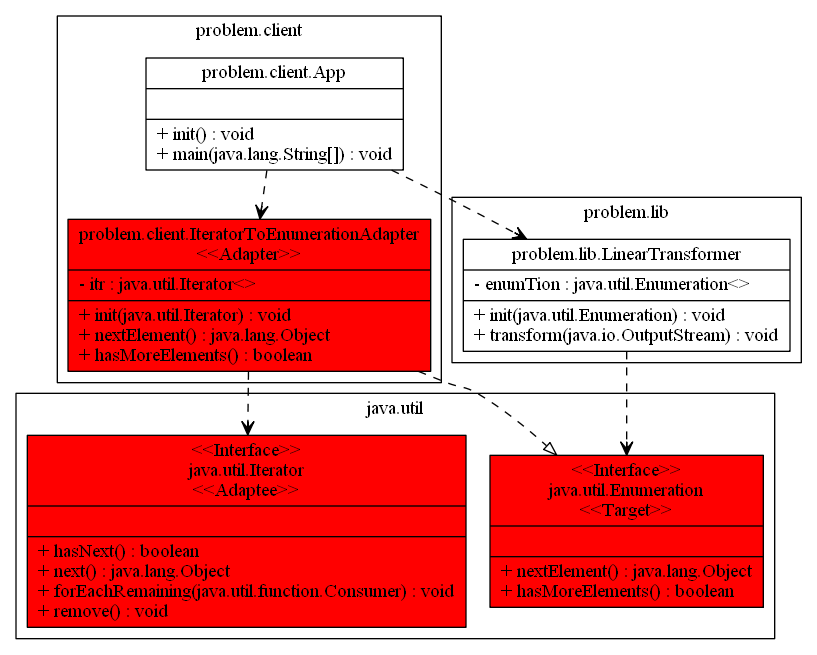 problem.client
problem.client.App
+ init() : void
+ main(java.lang.String[]) : void
problem.client.IteratorToEnumerationAdapter
<<Adapter>>
- itr : java.util.Iterator<>
+ init(java.util.Iterator) : void
+ nextElement() : java.lang.Object
+ hasMoreElements() : boolean
problem.lib
problem.lib.LinearTransformer
- enumTion : java.util.Enumeration<>
+ init(java.util.Enumeration) : void
+ transform(java.io.OutputStream) : void
java.util
<<Interface>>
java.util.Iterator
<<Adaptee>>
+ hasNext() : boolean
+ next() : java.lang.Object
+ forEachRemaining(java.util.function.Consumer) : void
+ remove() : void
<<Interface>>
java.util.Enumeration
<<Target>>
+ nextElement() : java.lang.Object
+ hasMoreElements() : boolean